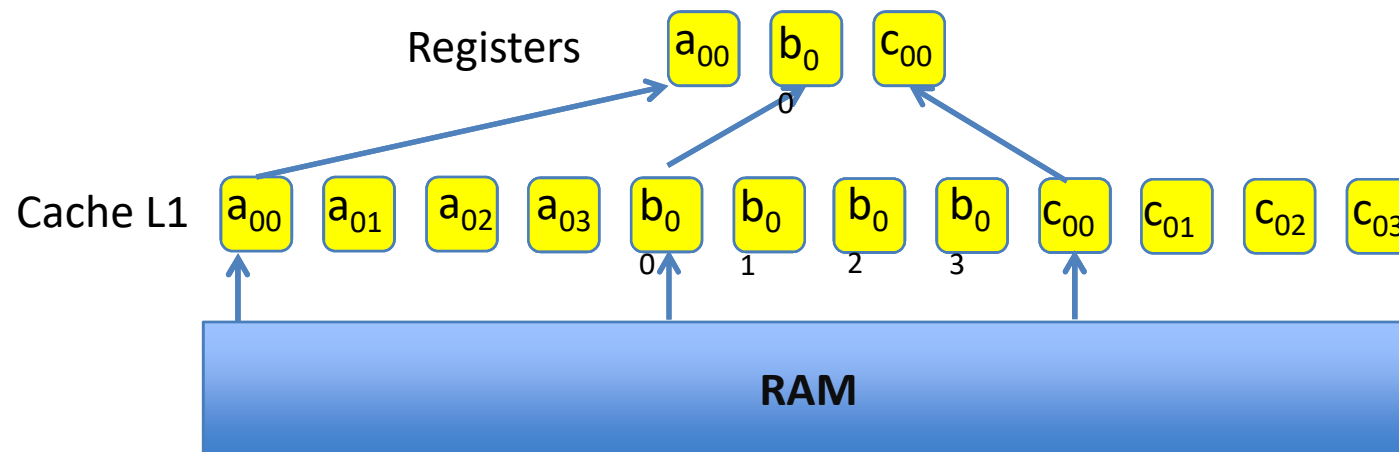 Registers a₀₀ b₀ c₀₀
0
Cache L1 a₀₀ a₀₁ a₀₂ a₀₃ b₀ b₀ b₀ b₀ c₀₀ c₀₁ c₀₂ c₀₃
0 1 2 3
RAM